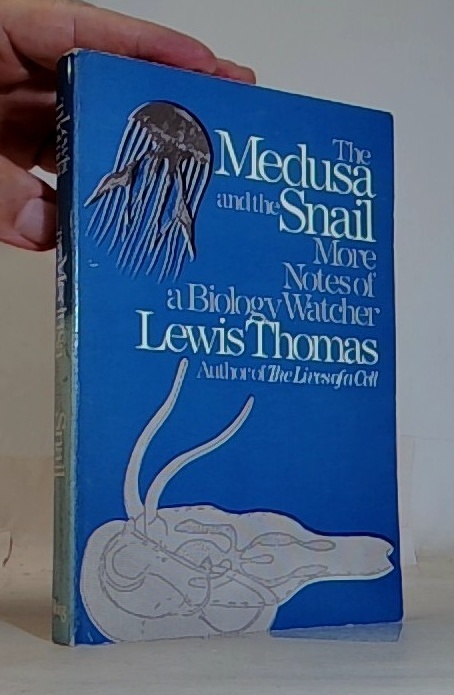 The
Medusa
and the Snail
More
Notes of
a Biology Watcher
Lewis Thomas
Author of The Lives of a Cell
Snail